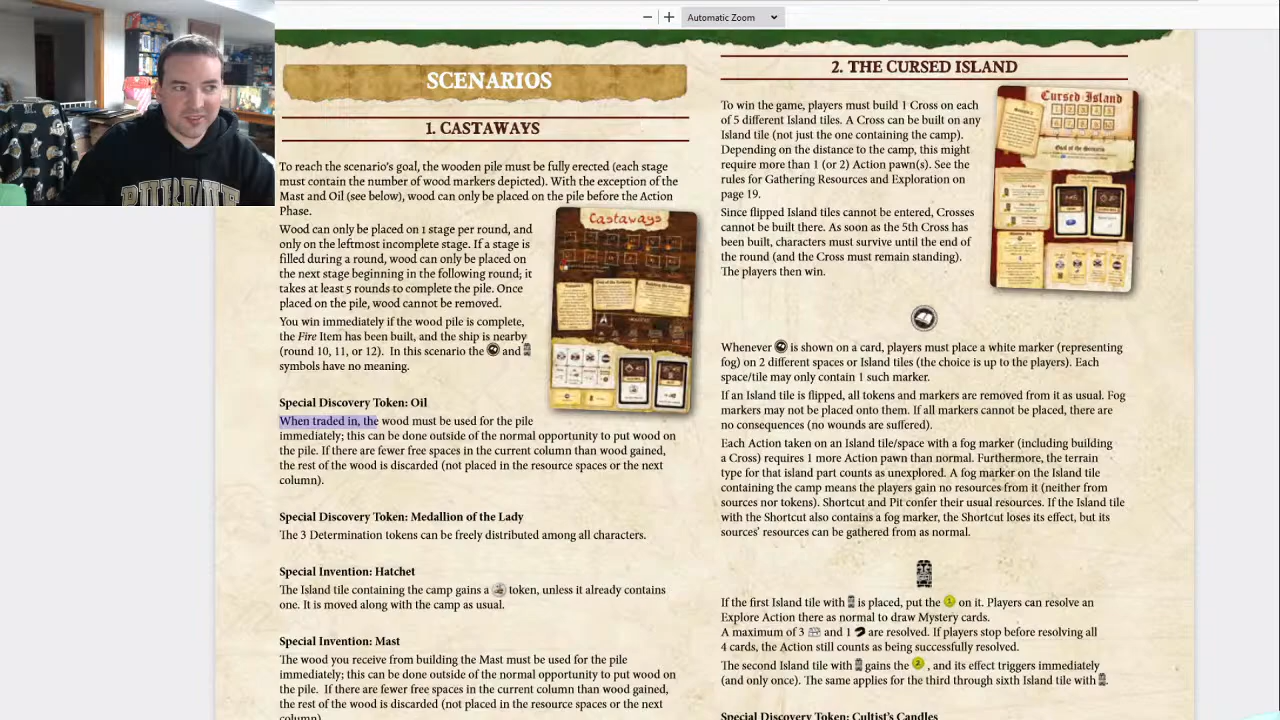 Automatic Zoom
SCENARIOS
1. CASTAWAYS
To reach the scenario's goal, the wooden pile must be fully erected (each stage
must contain the number of wood markers depicted). With the exception of the
Mast and Oil (see below), wood can only be placed on the pile before the Action
Phase.
Wood can only be placed on 1 stage per round, and
only on the leftmost incomplete stage. If a stage is
filled during a round, wood can only be placed on
the next stage beginning in the following round; it
takes at least 5 rounds to complete the pile. Once
placed on the pile, wood cannot be removed.
You win immediately if the wood pile is complete,
the Fire Item has been built, and the ship is nearby
(round 10, 11, or 12). In this scenario the and
symbols have no meaning.
Castaways
Special Discovery Token: Oil
When traded in, the wood must be used for the pile
immediately; this can be done outside of the normal opportunity to put wood on
the pile. If there are fewer free spaces in the current column than wood gained,
the rest of the wood is discarded (not placed in the resource spaces or the next
column).
Special Discovery Token: Medallion of the Lady
The 3 Determination tokens can be freely distributed among all characters.
Special Invention: Hatchet
The Island tile containing the camp gains a token, unless it already contains
one. It is moved along with the camp as usual.
Special Invention: Mast
The wood you receive from building the Mast must be used for the pile
immediately; this can be done outside of the normal opportunity to put wood on
the pile. If there are fewer free spaces in the current column than wood gained,
the rest of the wood is discarded (not placed in the resource spaces or the next
column).
2. THE CURSED ISLAND
To win the game, players must build 1 Cross on each
of 5 different Island tiles. A Cross can be built on any
Island tile (not just the one containing the camp).
Depending on the distance to the camp, this might
require more than 1 (or 2) Action pawn(s). See the
rules for Gathering Resources and Exploration on
page 19.
Since flipped Island tiles cannot be entered, Crosses
cannot be built there. As soon as the 5th Cross has
been built, characters must survive until the end of
the round (and the Cross must remain standing).
The players then win.
Cursed Island
Whenever is shown on a card, players must place a white marker (representing
fog) on 2 different spaces or Island tiles (the choice is up to the players). Each
space/tile may only contain 1 such marker.
If an Island tile is flipped, all tokens and markers are removed from it as usual. Fog
markers may not be placed onto them. If all markers cannot be placed, there are
no consequences (no wounds are suffered).
Each Action taken on an Island tile/space with a fog marker (including building
a Cross) requires 1 more Action pawn than normal. Furthermore, the terrain
type for that island part counts as unexplored. A fog marker on the Island tile
containing the camp means the players gain no resources from it (neither from
sources nor tokens). Shortcut and Pit confer their usual resources. If the Island tile
with the Shortcut also contains a fog marker, the Shortcut loses its effect, but its
sources' resources can be gathered from as normal.
If the first Island tile with is placed, put the 1 on it. Players can resolve an
Explore Action there as normal to draw Mystery cards.
A maximum of 3 and 1 are resolved. If players stop before resolving all
4 cards, the Action still counts as being successfully resolved.
The second Island tile with gains the 2 , and its effect triggers immediately
(and only once). The same applies for the third through sixth Island tile with .
Special Discovery Token: Cultist's Candles